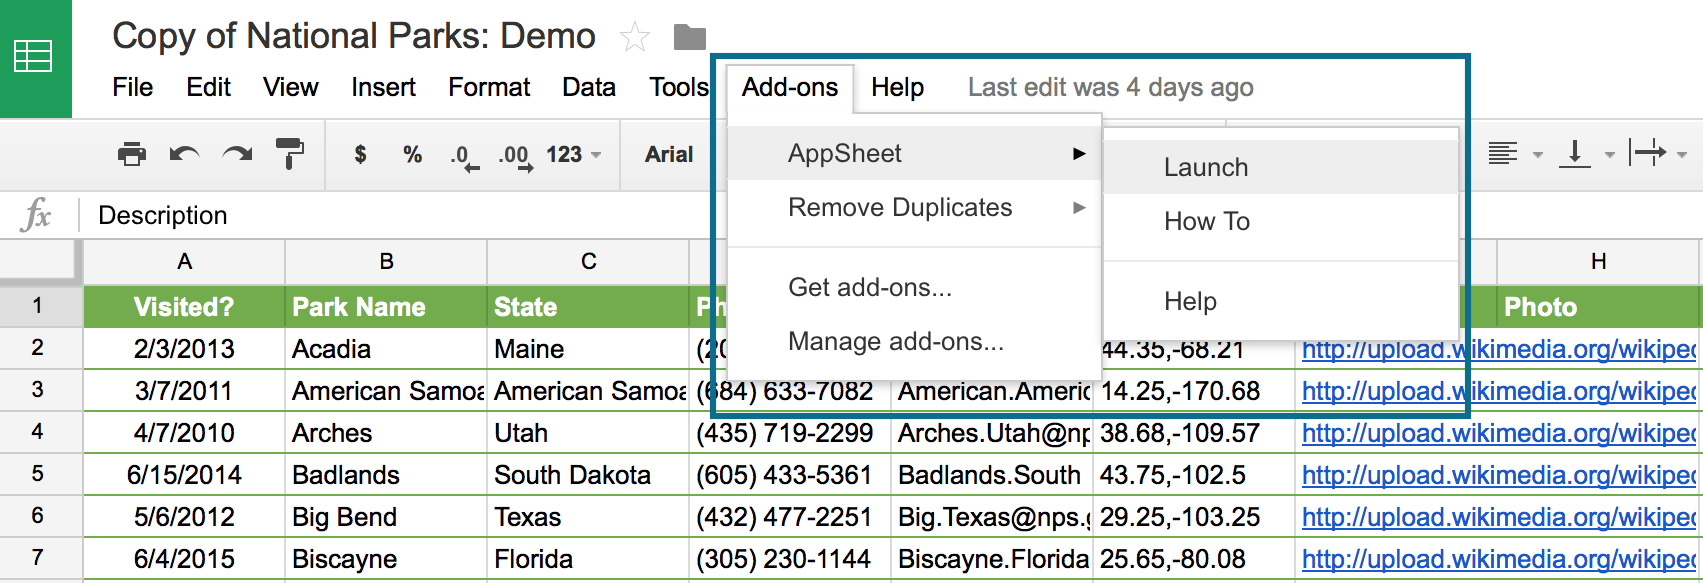 Copy of National Parks: Demo
File Edit View Insert Format Data Tools Add-ons Help Last edit was 4 days ago
$ % .0 .00 123 Arial
AppSheet Launch
Remove Duplicates How To
Get add-ons... Help
Manage add-ons...
fx Description
A B C H
1 Visited? Park Name State Ph Photo
2 2/3/2013 Acadia Maine (20 44.35,-68.21 http://upload.wikimedia.org/wikiped
3 3/7/2011 American Samoa American Samoa (684) 633-7082 American.Americ 14.25,-170.68 http://upload.wikimedia.org/wikiped
4 4/7/2010 Arches Utah (435) 719-2299 Arches.Utah@np 38.68,-109.57 http://upload.wikimedia.org/wikiped
5 6/15/2014 Badlands South Dakota (605) 433-5361 Badlands.South 43.75,-102.5 http://upload.wikimedia.org/wikiped
6 5/6/2012 Big Bend Texas (432) 477-2251 Big.Texas@nps.g 29.25,-103.25 http://upload.wikimedia.org/wikiped
7 6/4/2015 Biscayne Florida (305) 230-1144 Biscayne.Florida 25.65,-80.08 http://upload.wikimedia.org/wikiped